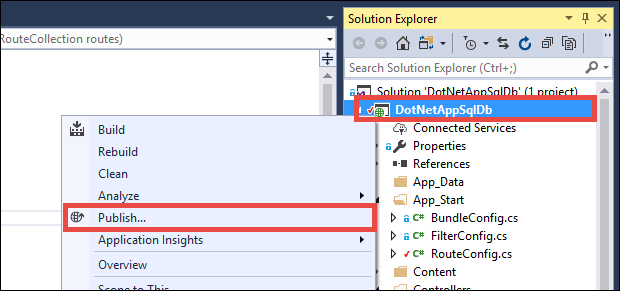 Solution Explorer
RouteCollection routes)
Search Solution Explorer (Ctrl+;)
Solution 'DotNetAppSqlDb' (1 project)
DotNetAppSqlDb
Connected Services
Properties
References
App_Data
App_Start
C# BundleConfig.cs
C# FilterConfig.cs
C# RouteConfig.cs
Content
Controllers
Build
Rebuild
Clean
Analyze
Publish...
Application Insights
Overview
Scope to This